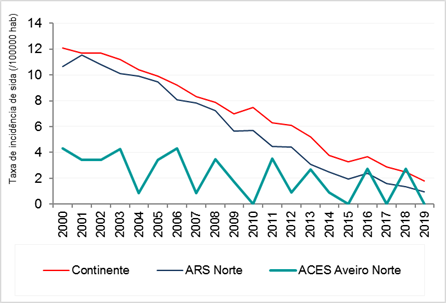 Taxa de incidência de sida (/100000 hab)
14
12
10
8
6
4
2
0
2000 2001 2002 2003 2004 2005 2006 2007 2008 2009 2010 2011 2012 2013 2014 2015 2016 2017 2018 2019
Continente ARS Norte ACES Aveiro Norte